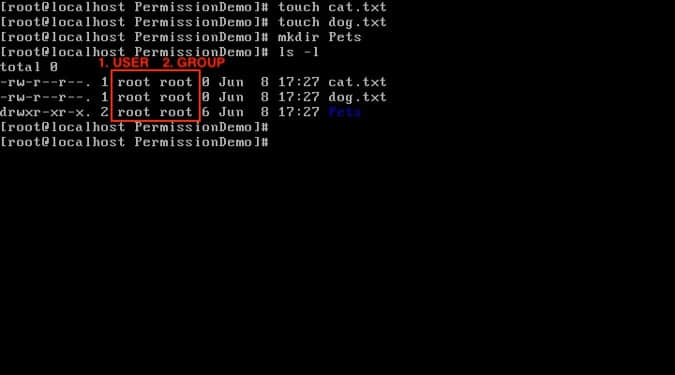 [root@localhost PermissionDemo]# touch cat.txt
[root@localhost PermissionDemo]# touch dog.txt
[root@localhost PermissionDemo]# mkdir Pets
[root@localhost PermissionDemo]# ls -l
total 0
1. USER 2. GROUP
-rw-r--r--. 1 root root 0 Jun 8 17:27 cat.txt
-rw-r--r--. 1 root root 0 Jun 8 17:27 dog.txt
drwxr-xr-x. 2 root root 6 Jun 8 17:27 Pets
[root@localhost PermissionDemo]#
[root@localhost PermissionDemo]#